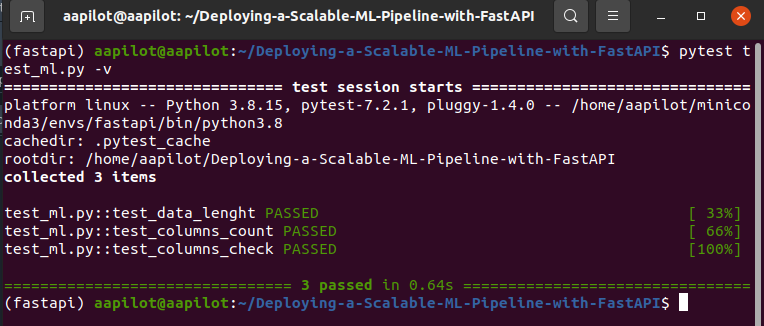 aapilot@aapilot: ~/Deploying-a-Scalable-ML-Pipeline-with-FastAPI
(fastapi) aapilot@aapilot:~/Deploying-a-Scalable-ML-Pipeline-with-FastAPI$ pytest t
est_ml.py -v
============================== test session starts ===============================
platform linux -- Python 3.8.15, pytest-7.2.1, pluggy-1.4.0 -- /home/aapilot/minico
nda3/envs/fastapi/bin/python3.8
cachedir: .pytest_cache
rootdir: /home/aapilot/Deploying-a-Scalable-ML-Pipeline-with-FastAPI
collected 3 items
test_ml.py::test_data_lenght PASSED [ 33%]
test_ml.py::test_columns_count PASSED [ 66%]
test_ml.py::test_columns_check PASSED [100%]
=============================== 3 passed in 0.64s ================================
(fastapi) aapilot@aapilot:~/Deploying-a-Scalable-ML-Pipeline-with-FastAPI$